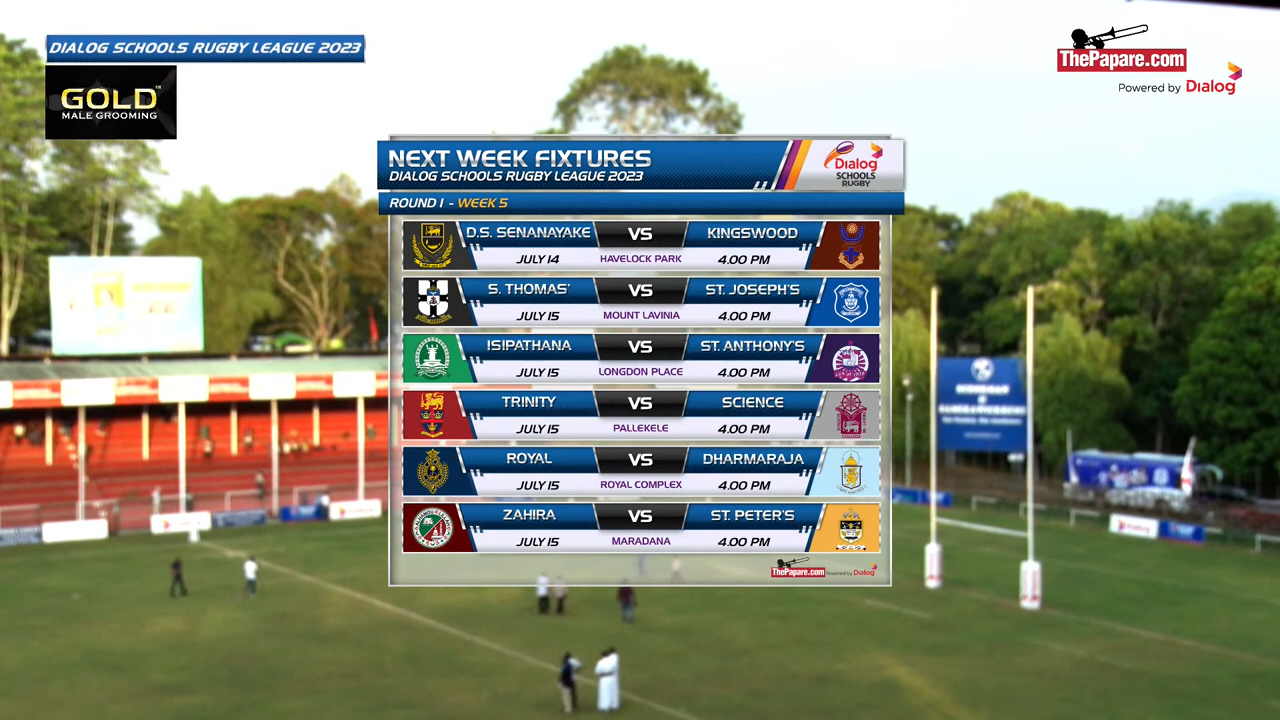 DIALOG SCHOOLS RUGBY LEAGUE 2023
GOLD™
MALE GROOMING
ThePapare.com
Powered by Dialog
NEXT WEEK FIXTURES
DIALOG SCHOOLS RUGBY LEAGUE 2023
Dialog
SCHOOLS
RUGBY
ROUND 1 - WEEK 5
D.S. SENANAYAKE VS KINGSWOOD
JULY 14 HAVELOCK PARK 4.00 PM
S. THOMAS' VS ST. JOSEPH'S
JULY 15 MOUNT LAVINIA 4.00 PM
ISIPATHANA VS ST. ANTHONY'S
JULY 15 LONGDON PLACE 4.00 PM
TRINITY VS SCIENCE
JULY 15 PALLEKELE 4.00 PM
ROYAL VS DHARMARAJA
JULY 15 ROYAL COMPLEX 4.00 PM
ZAHIRA VS ST. PETER'S
JULY 15 MARADANA 4.00 PM
ThePapare.com Powered by Dialog